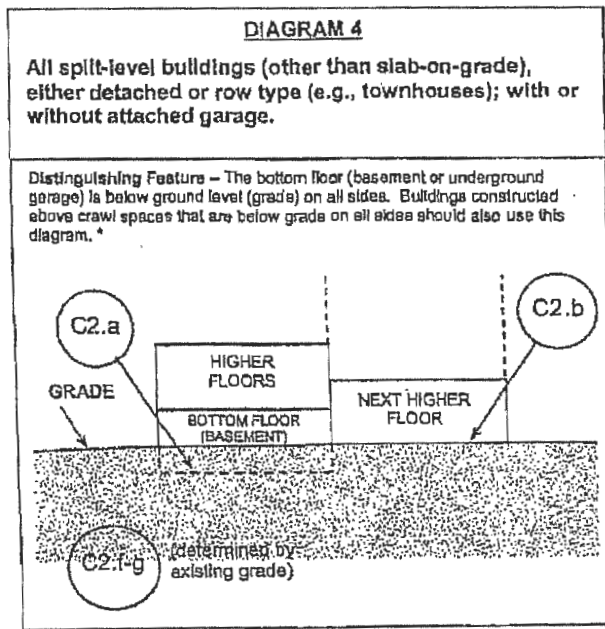 DIAGRAM 4
All split-level buildings (other than slab-on-grade),
either detached or row type (e.g., townhouses); with or
without attached garage.
Distinguishing Feature – The bottom floor (basement or underground
garage) is below ground level (grade) on all sides. Buildings constructed
above crawl spaces that are below grade on all sides should also use this
diagram. *
C2.a
C2.b
HIGHER
FLOORS
GRADE
NEXT HIGHER
FLOOR
BOTTOM FLOOR
(BASEMENT)
C2.f-g
(determined by
existing grade)